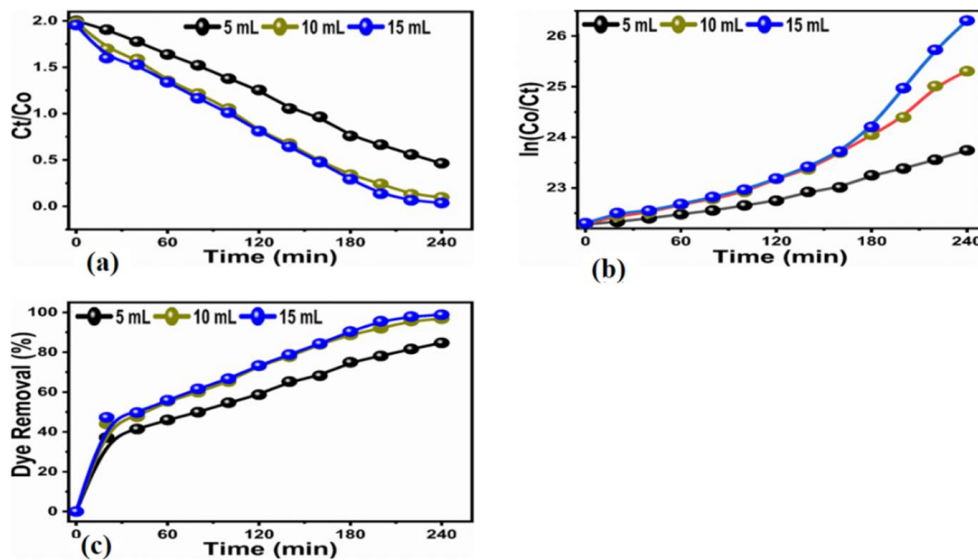 5 mL 10 mL 15 mL
Ct/Co
2.0
1.5
1.0
0.5
0.0
0 60 120 180 240
Time (min)
(a)
5 mL 10 mL 15 mL
ln(Co/Ct)
26
25
24
23
0 60 120 180 240
Time (min)
(b)
5 mL 10 mL 15 mL
Dye Removal (%)
100
80
60
40
20
0
0 60 120 180 240
Time (min)
(c)